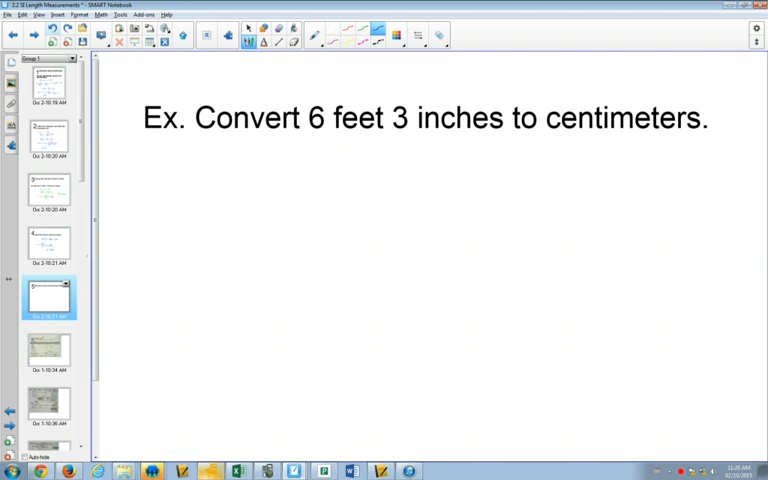 2.2 SI Length Measurements * - SMART Notebook
File Edit View Insert Format Math Tools Add-ons Help
Group 1
Oct 2-10:19 AM
Oct 2-10:20 AM
Oct 2-10:20 AM
Oct 2-10:21 AM
Oct 2-10:21 AM
Oct 1-10:34 AM
Oct 1-10:36 AM
Auto-hide
Ex. Convert 6 feet 3 inches to centimeters.
11:20 AM
02/10/2015